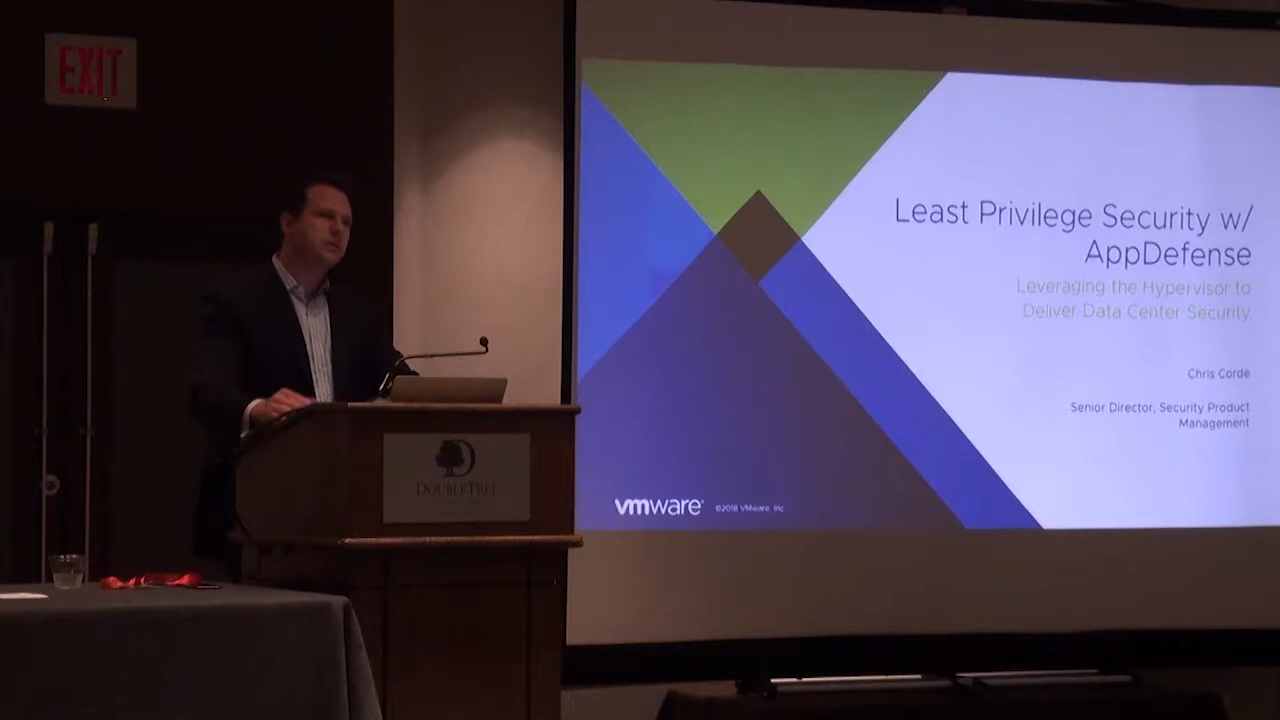 EXIT
Least Privilege Security w/
AppDefense
Leveraging the Hypervisor to
Deliver Data Center Security
Chris Corde
Senior Director, Security Product
Management
vmware®
©2018 VMware, Inc
DOUBLETREE